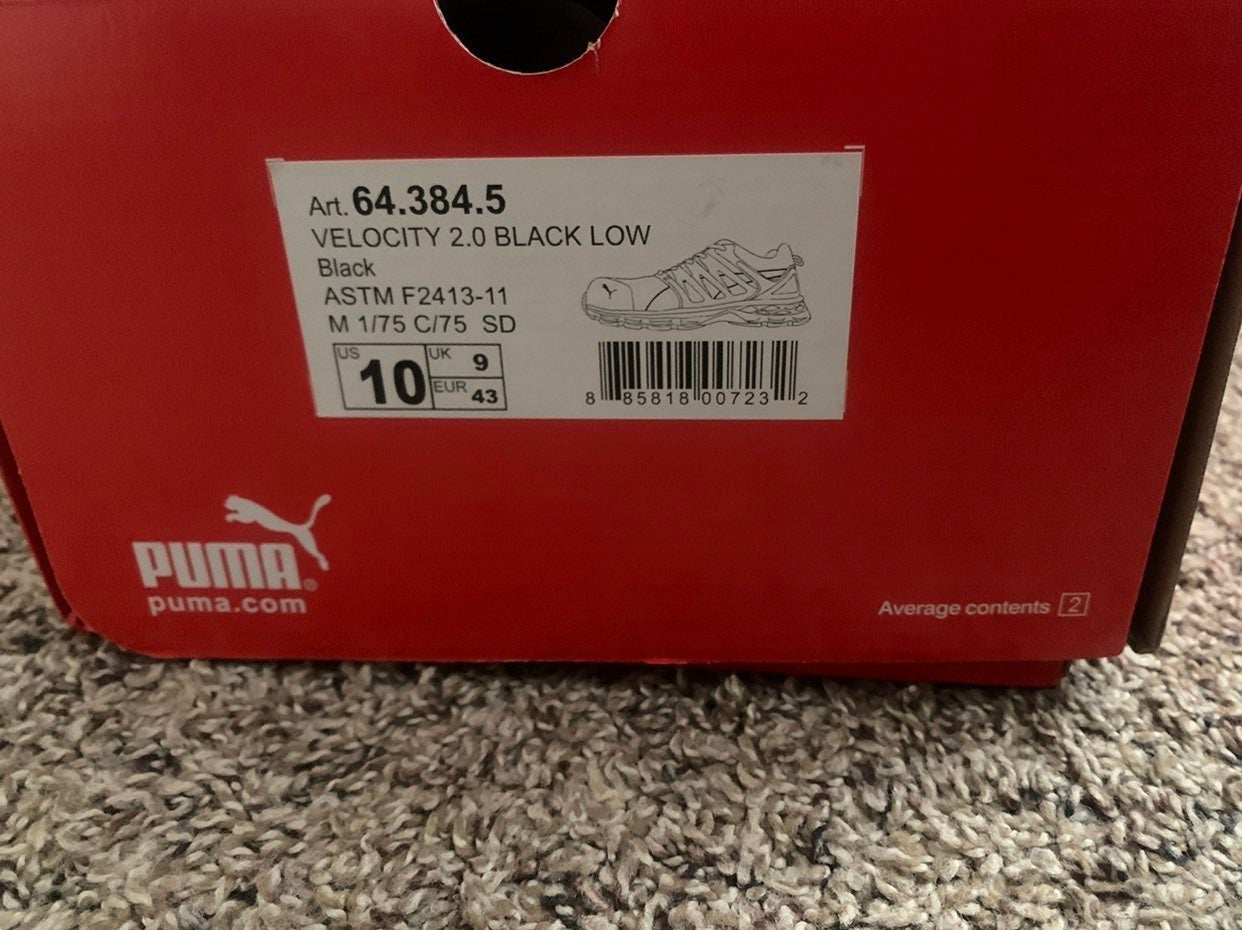 Art. 64.384.5
VELOCITY 2.0 BLACK LOW
Black
ASTM F2413-11
M 1/75 C/75 SD
US 10 UK 9
EUR 43
8 85818 00723 2
PUMA®
puma.com
Average contents 2